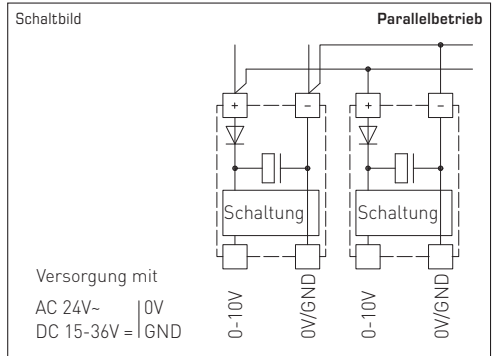 Schaltbild
Parallelbetrieb
+ − + −
Schaltung Schaltung
0-10V 0V/GND 0-10V 0V/GND
Versorgung mit
AC 24V~ 0V
DC 15-36V = GND